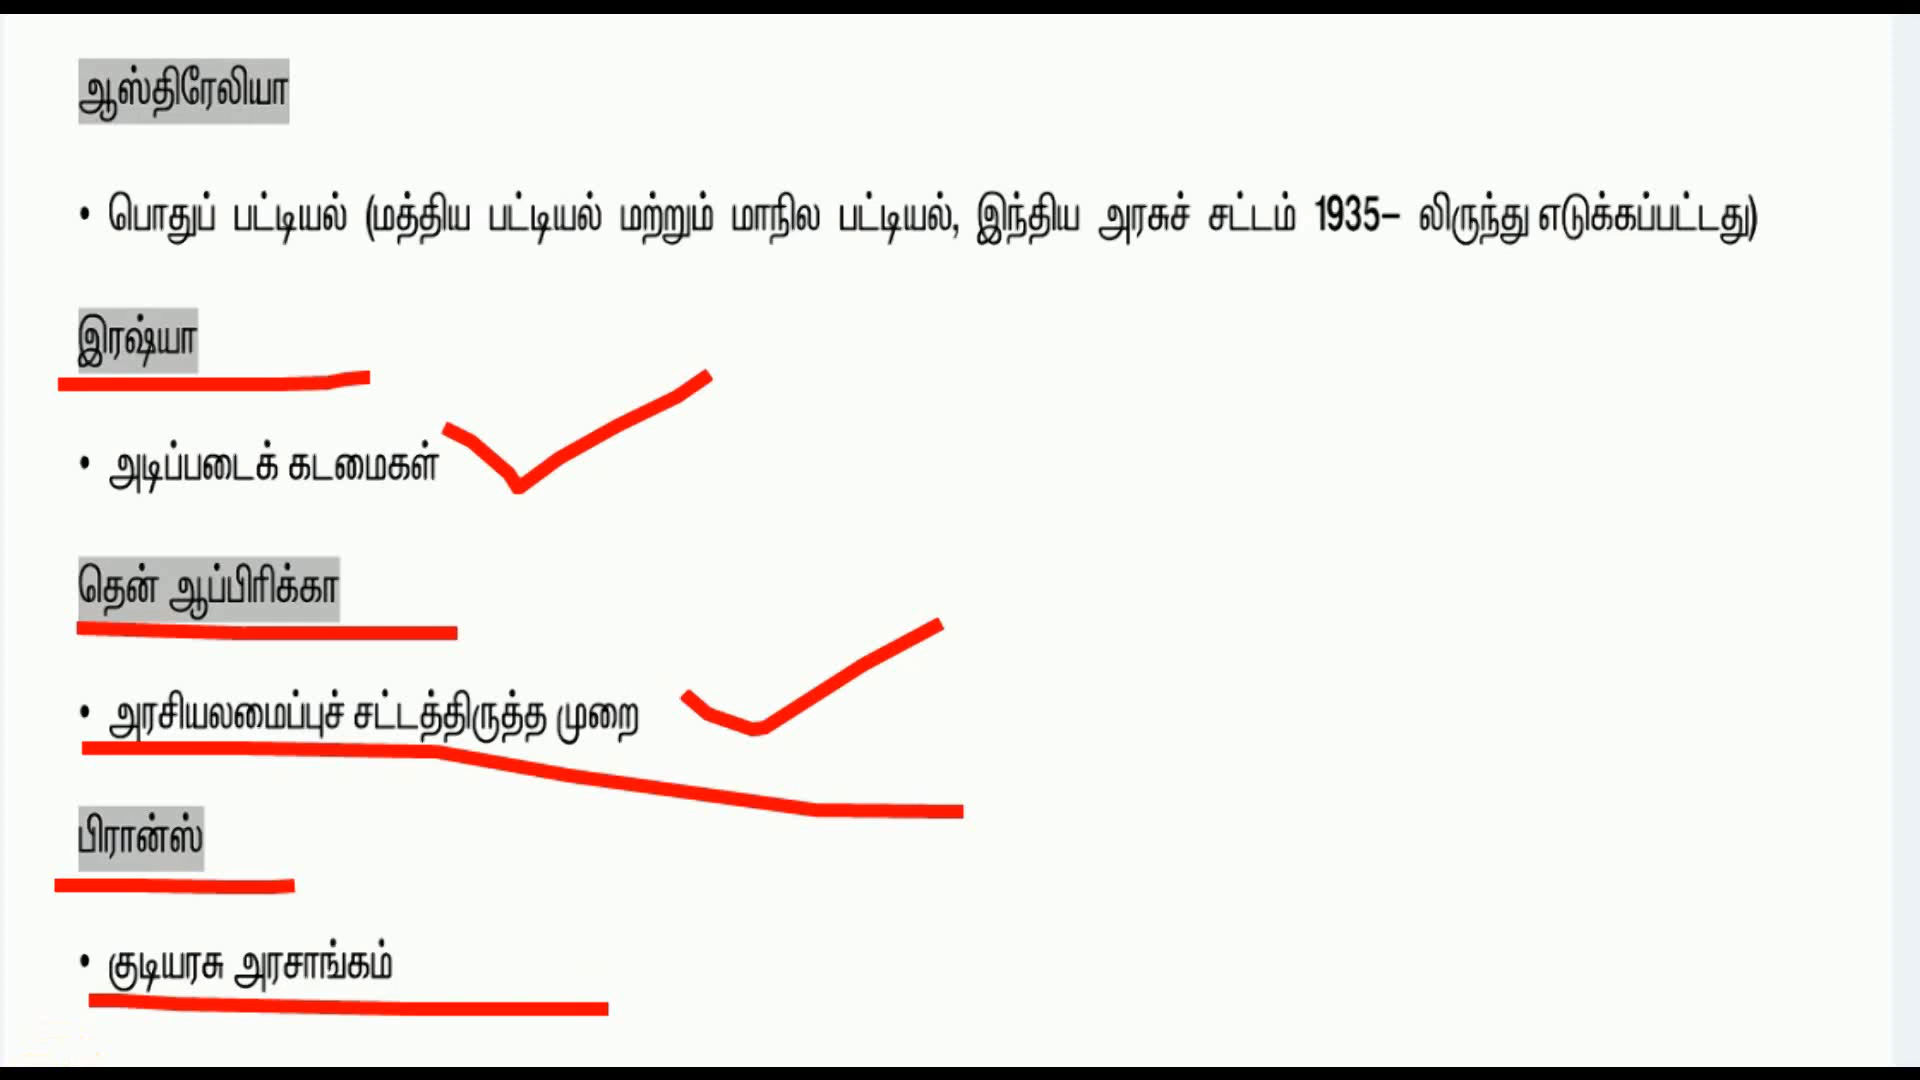 ஆஸ்திரேலியா
• பொதுப் பட்டியல் (மத்திய பட்டியல் மற்றும் மாநில பட்டியல், இந்திய அரசுச் சட்டம் 1935– லிருந்து எடுக்கப்பட்டது)
இரஷ்யா
• அடிப்படைக் கடமைகள்
தென் ஆப்பிரிக்கா
• அரசியலமைப்புச் சட்டத்திருத்த முறை
பிரான்ஸ்
• குடியரசு அரசாங்கம்